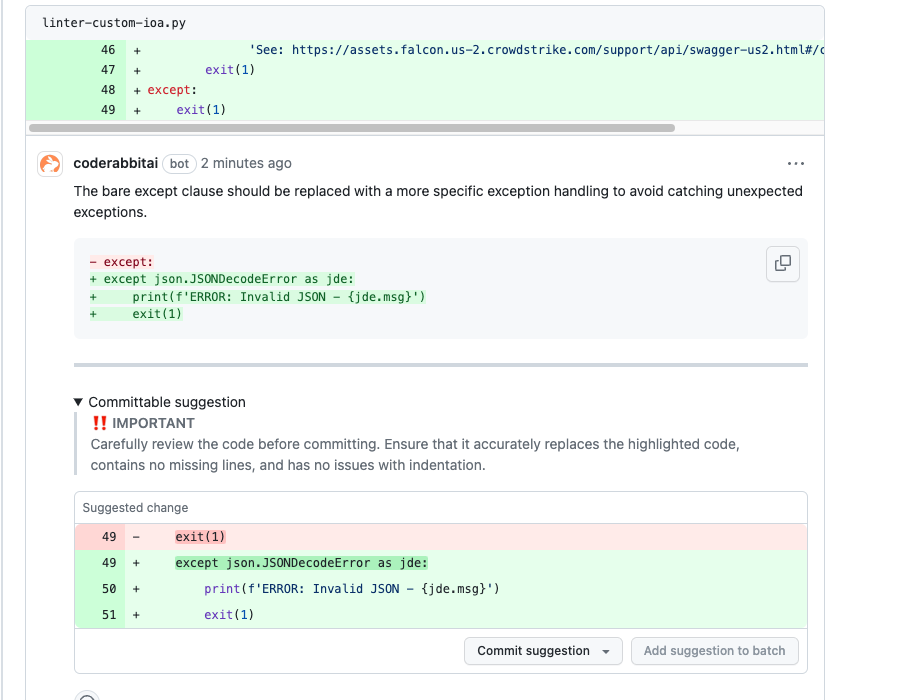 linter-custom-ioa.py
46 + 'See: https://assets.falcon.us-2.crowdstrike.com/support/api/swagger-us2.html#/
47 + exit(1)
48 + except:
49 + exit(1)
coderabbitai bot 2 minutes ago ...
The bare except clause should be replaced with a more specific exception handling to avoid catching unexpected
exceptions.
- except:
+ except json.JSONDecodeError as jde:
+ print(f'ERROR: Invalid JSON - {jde.msg}')
+ exit(1)
▼ Committable suggestion
‼️ IMPORTANT
Carefully review the code before committing. Ensure that it accurately replaces the highlighted code,
contains no missing lines, and has no issues with indentation.
Suggested change
49 - exit(1)
49 + except json.JSONDecodeError as jde:
50 + print(f'ERROR: Invalid JSON - {jde.msg}')
51 + exit(1)
Commit suggestion
Add suggestion to batch